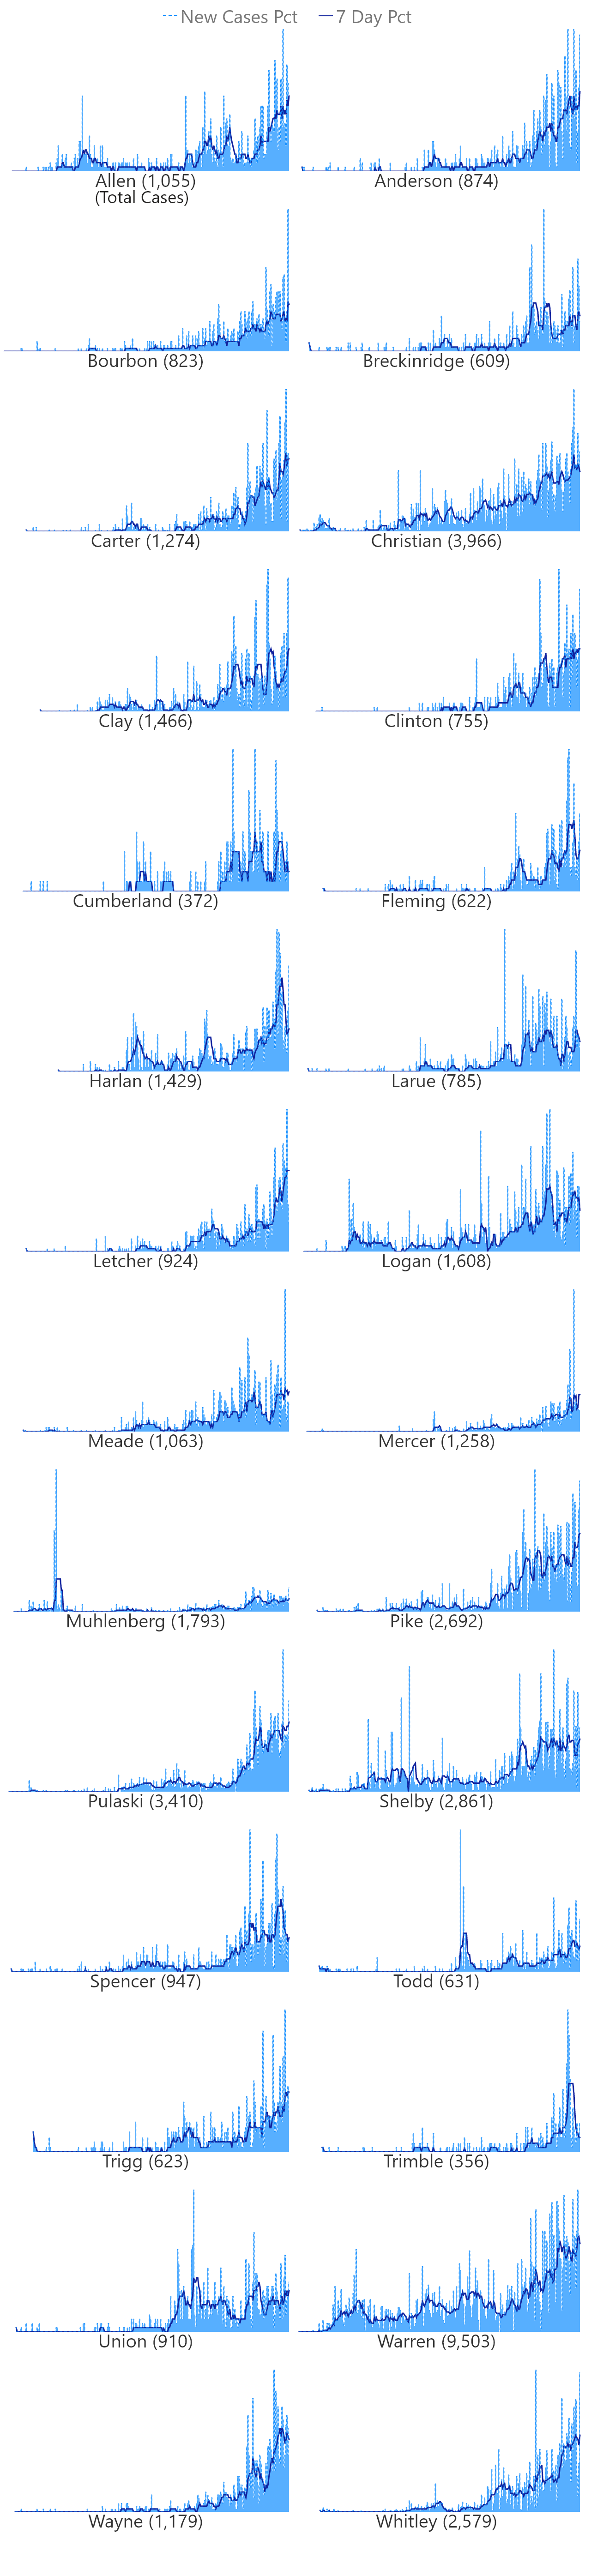 New Cases Pct 7 Day Pct
Allen (1,055) Anderson (874)
(Total Cases)
Bourbon (823) Breckinridge (609)
Carter (1,274) Christian (3,966)
Clay (1,466) Clinton (755)
Cumberland (372) Fleming (622)
Harlan (1,429) Larue (785)
Letcher (924) Logan (1,608)
Meade (1,063) Mercer (1,258)
Muhlenberg (1,793) Pike (2,692)
Pulaski (3,410) Shelby (2,861)
Spencer (947) Todd (631)
Trigg (623) Trimble (356)
Union (910) Warren (9,503)
Wayne (1,179) Whitley (2,579)